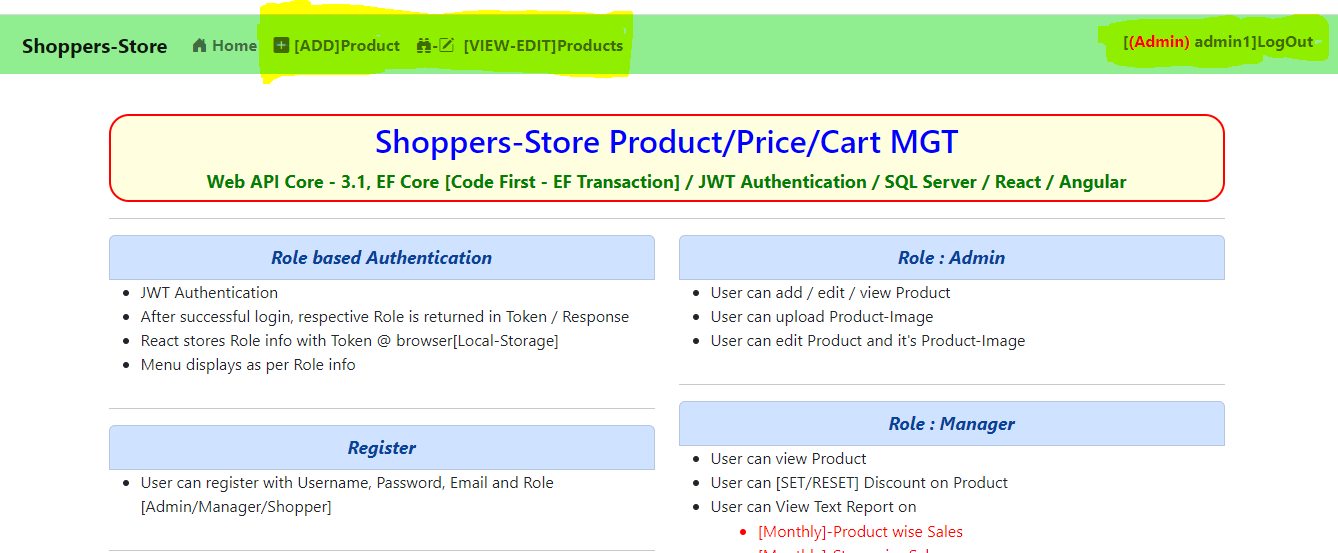 Shoppers-Store Home [ADD]Product - [VIEW-EDIT]Products [(Admin) admin1]LogOut
Shoppers-Store Product/Price/Cart MGT
Web API Core - 3.1, EF Core [Code First - EF Transaction] / JWT Authentication / SQL Server / React / Angular
Role based Authentication
JWT Authentication
After successful login, respective Role is returned in Token / Response
React stores Role info with Token @ browser[Local-Storage]
Menu displays as per Role info
Register
User can register with Username, Password, Email and Role
[Admin/Manager/Shopper]
Role : Admin
User can add / edit / view Product
User can upload Product-Image
User can edit Product and it's Product-Image
Role : Manager
User can view Product
User can [SET/RESET] Discount on Product
User can View Text Report on
[Monthly]-Product wise Sales